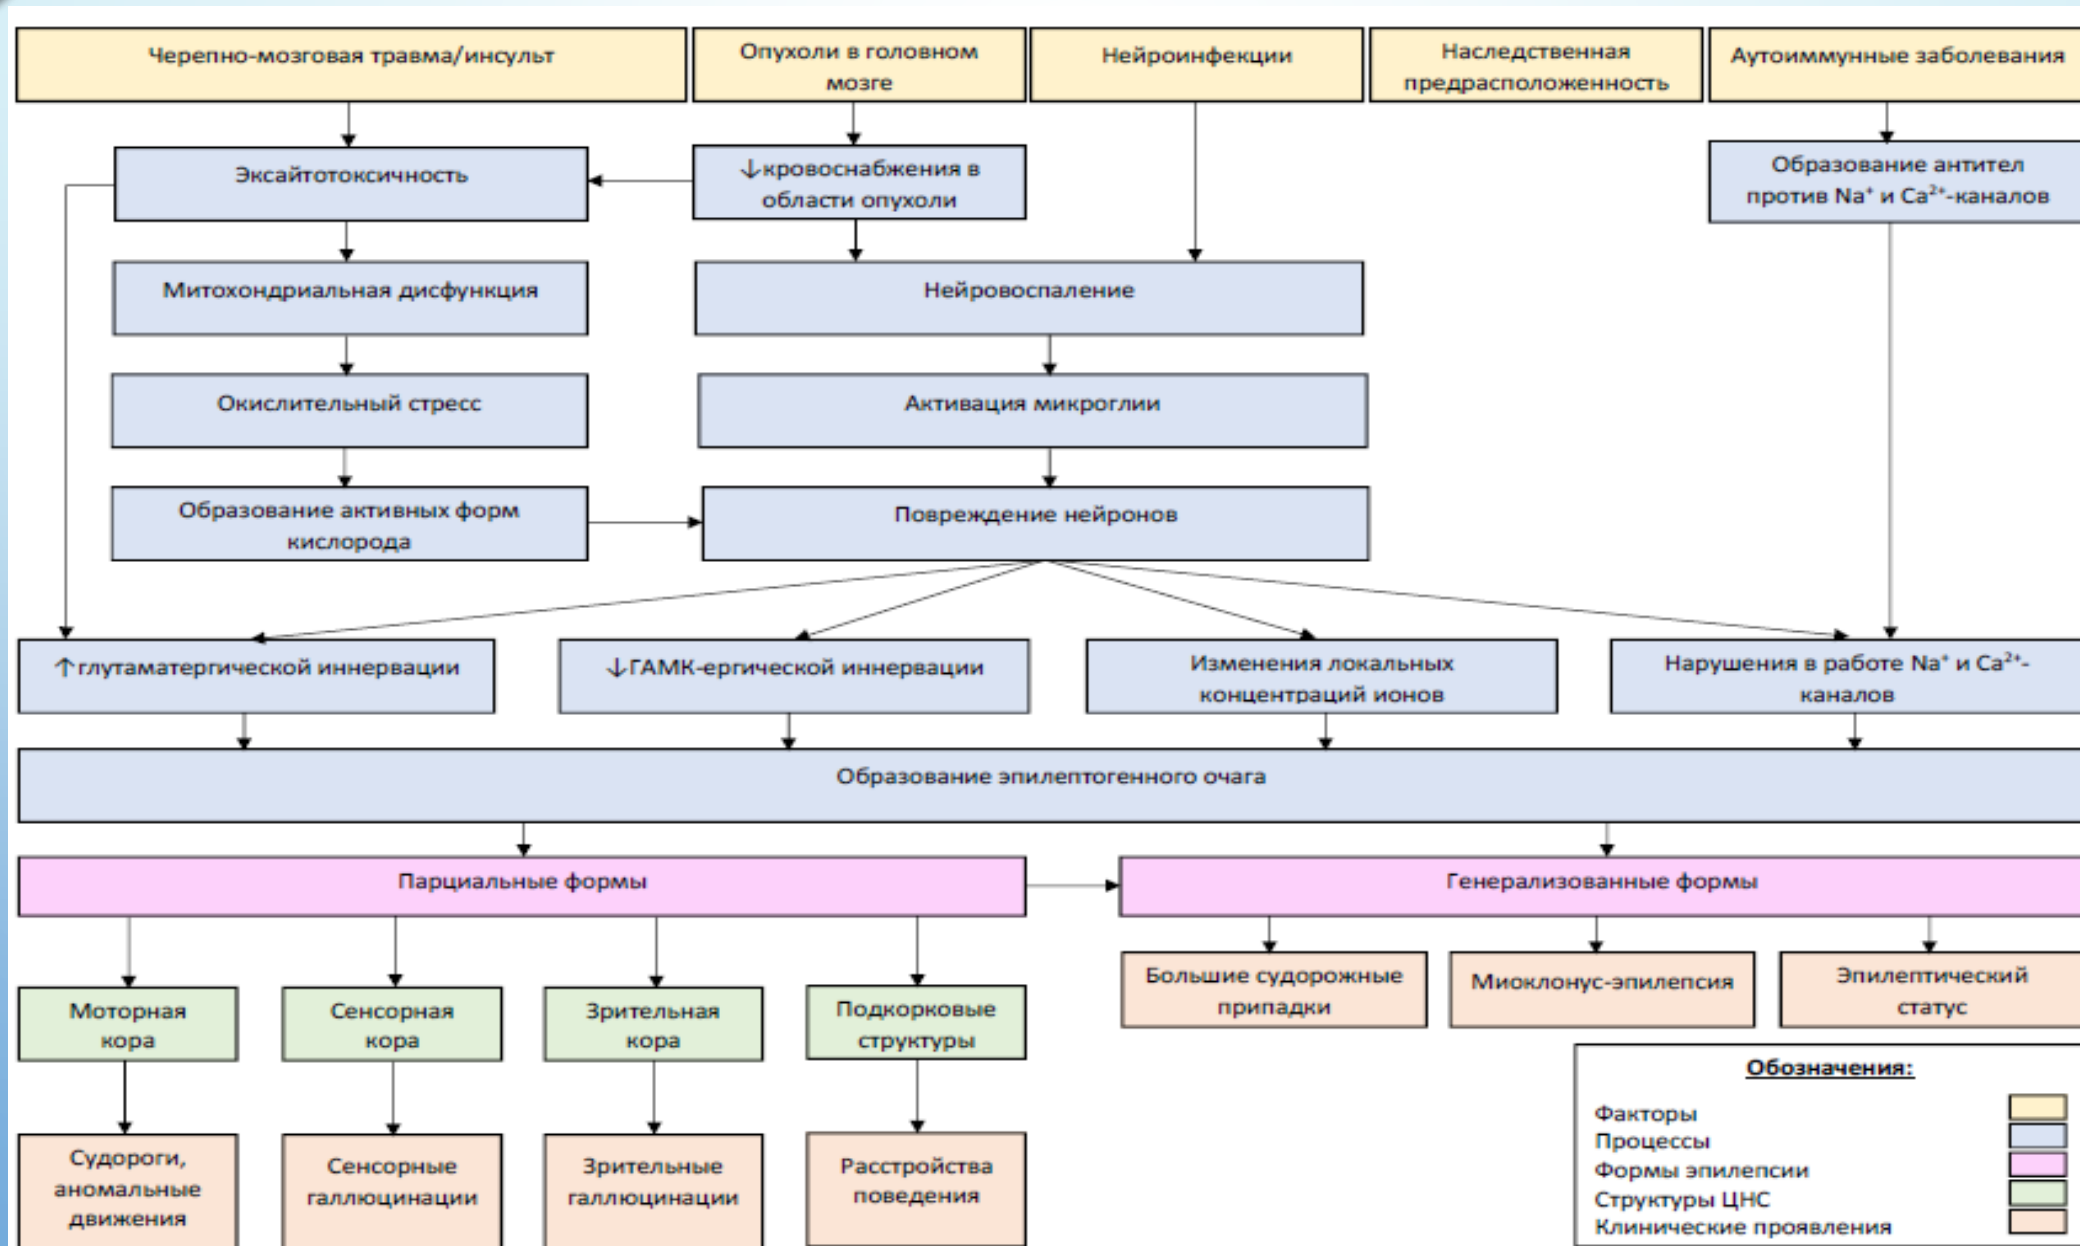 Черепно-мозговая травма/инсульт
Опухоли в головном
мозге
Нейроинфекции
Наследственная
предрасположенность
Аутоиммунные заболевания
Эксайтотоксичность
↓кровоснабжения в
области опухоли
Образование антител
против Na⁺ и Ca²⁺-каналов
Митохондриальная дисфункция
Нейровоспаление
Окислительный стресс
Активация микроглии
Образование активных форм
кислорода
Повреждение нейронов
↑глутаматергической иннервации
↓ГАМК-ергической иннервации
Изменения локальных
концентраций ионов
Нарушения в работе Na⁺ и Ca²⁺-
каналов
Образование эпилептогенного очага
Парциальные формы
Генерализованные формы
Большие судорожные
припадки
Миоклонус-эпилепсия
Эпилептический
статус
Моторная
кора
Сенсорная
кора
Зрительная
кора
Подкорковые
структуры
Судороги,
аномальные
движения
Сенсорные
галлюцинации
Зрительные
галлюцинации
Расстройства
поведения
Обозначения:
Факторы
Процессы
Формы эпилепсии
Структуры ЦНС
Клинические проявления